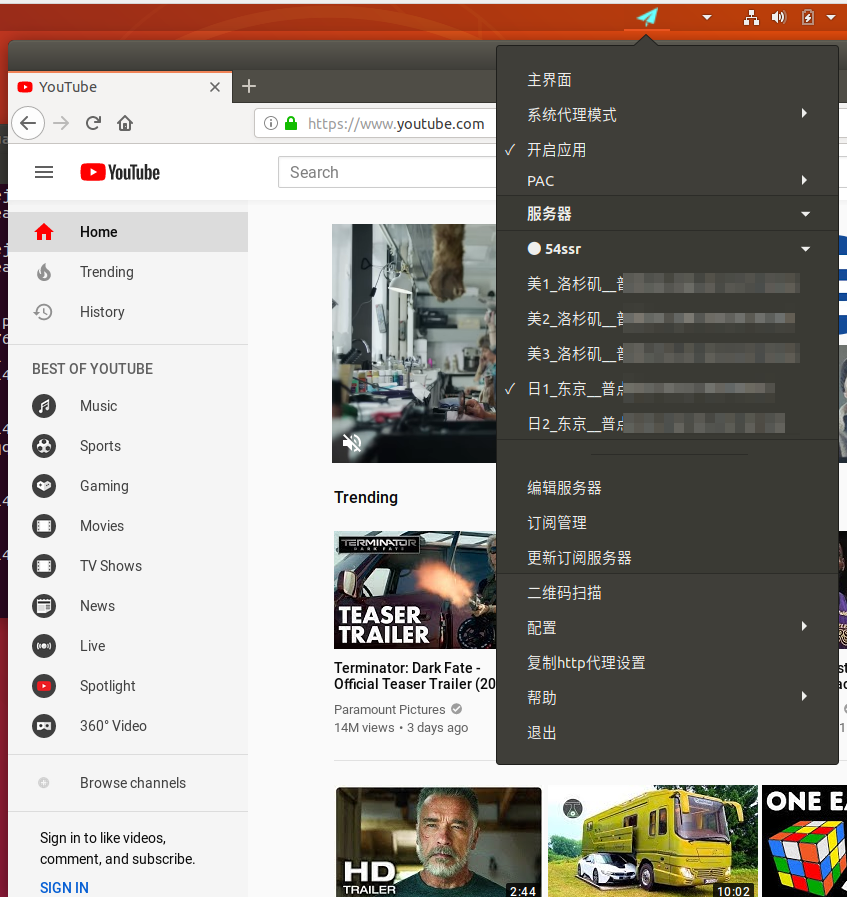 YouTube
https://www.youtube.com
YouTube
Search
Home
Trending
History
BEST OF YOUTUBE
Music
Sports
Gaming
Movies
TV Shows
News
Live
Spotlight
360° Video
Browse channels
Sign in to like videos,
comment, and subscribe.
SIGN IN
Trending
TERMINATOR
DARK FATE
TEASER
TRAILER
Terminator: Dark Fate -
Official Teaser Trailer (20
Paramount Pictures
14M views • 3 days ago
HD
TRAILER
2:44
10:02
ONE EA
主界面
系统代理模式
✓ 开启应用
PAC
服务器
54ssr
美1_洛杉矶__普
美2_洛杉矶__普
美3_洛杉矶__普
✓ 日1_东京__普点
日2_东京__普点
编辑服务器
订阅管理
更新订阅服务器
二维码扫描
配置
复制http代理设置
帮助
退出